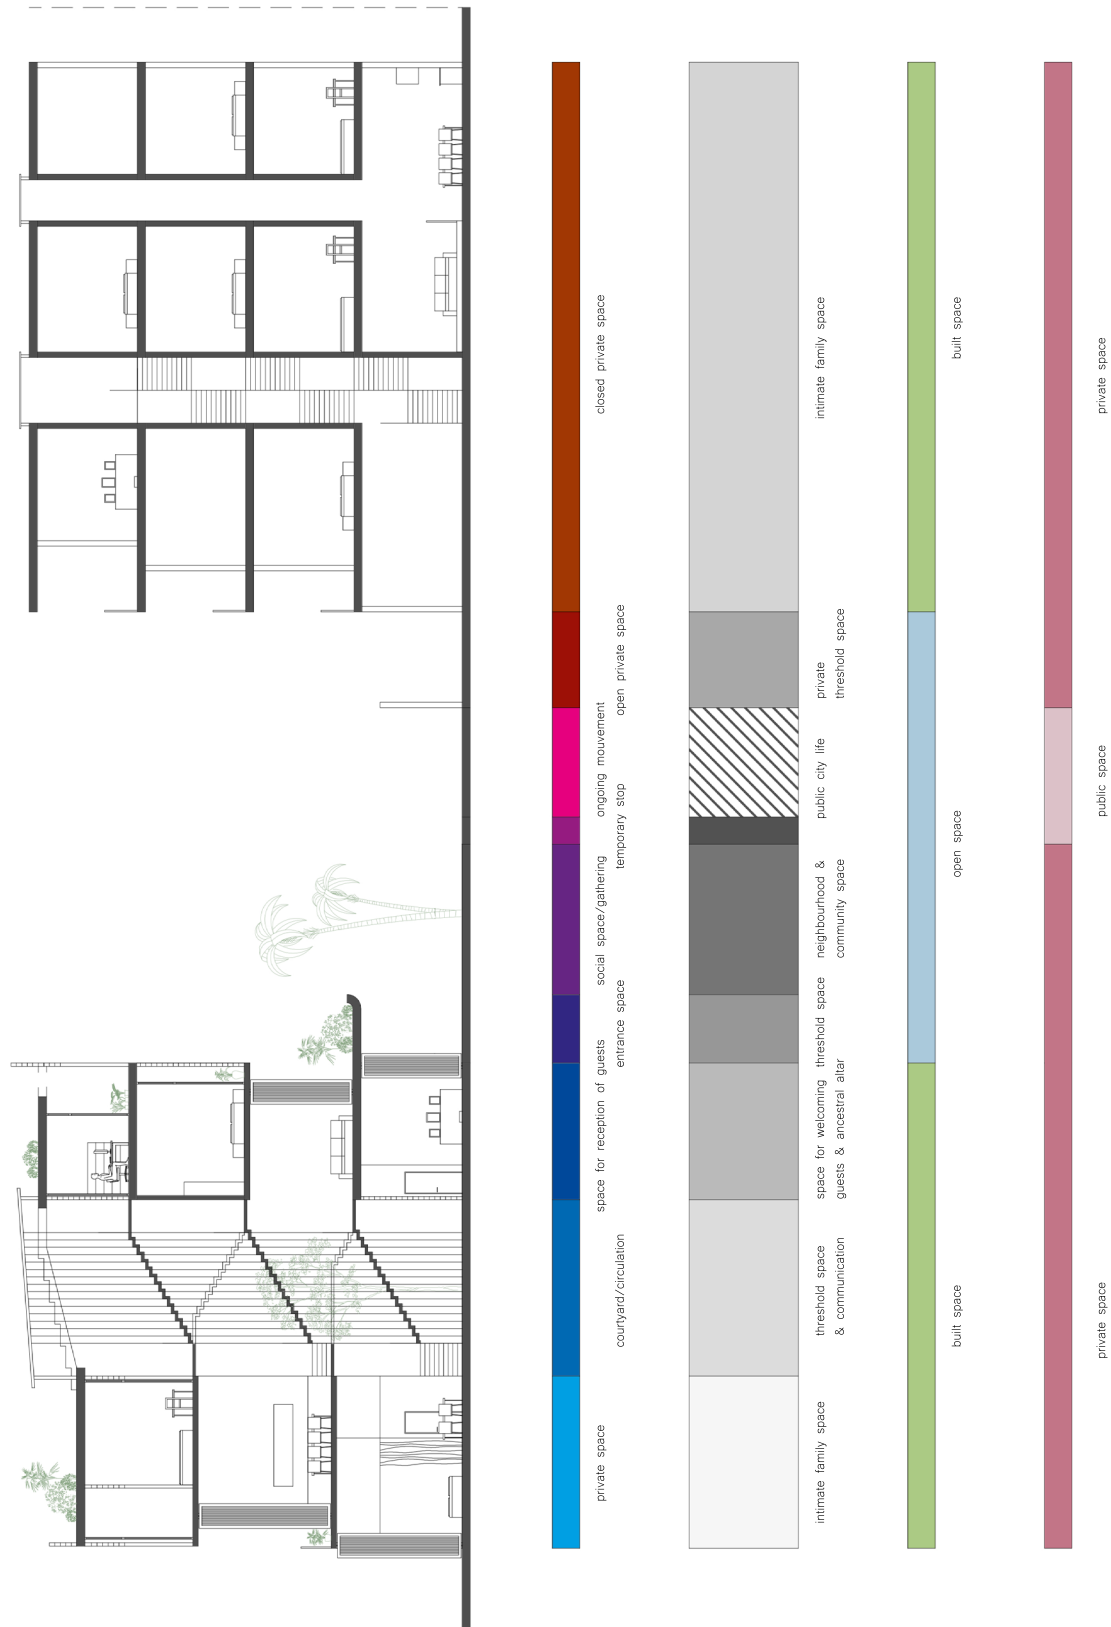 private space
courtyard/circulation
space for reception of guests
entrance space
social space/gathering
temporary stop
ongoing mouvement
open private space
closed private space
intimate family space
threshold space
& communication
space for welcoming
guests & ancestral altar
threshold space
neighbourhood &
community space
public city life
private
threshold space
intimate family space
built space
open space
built space
private space
public space
private space